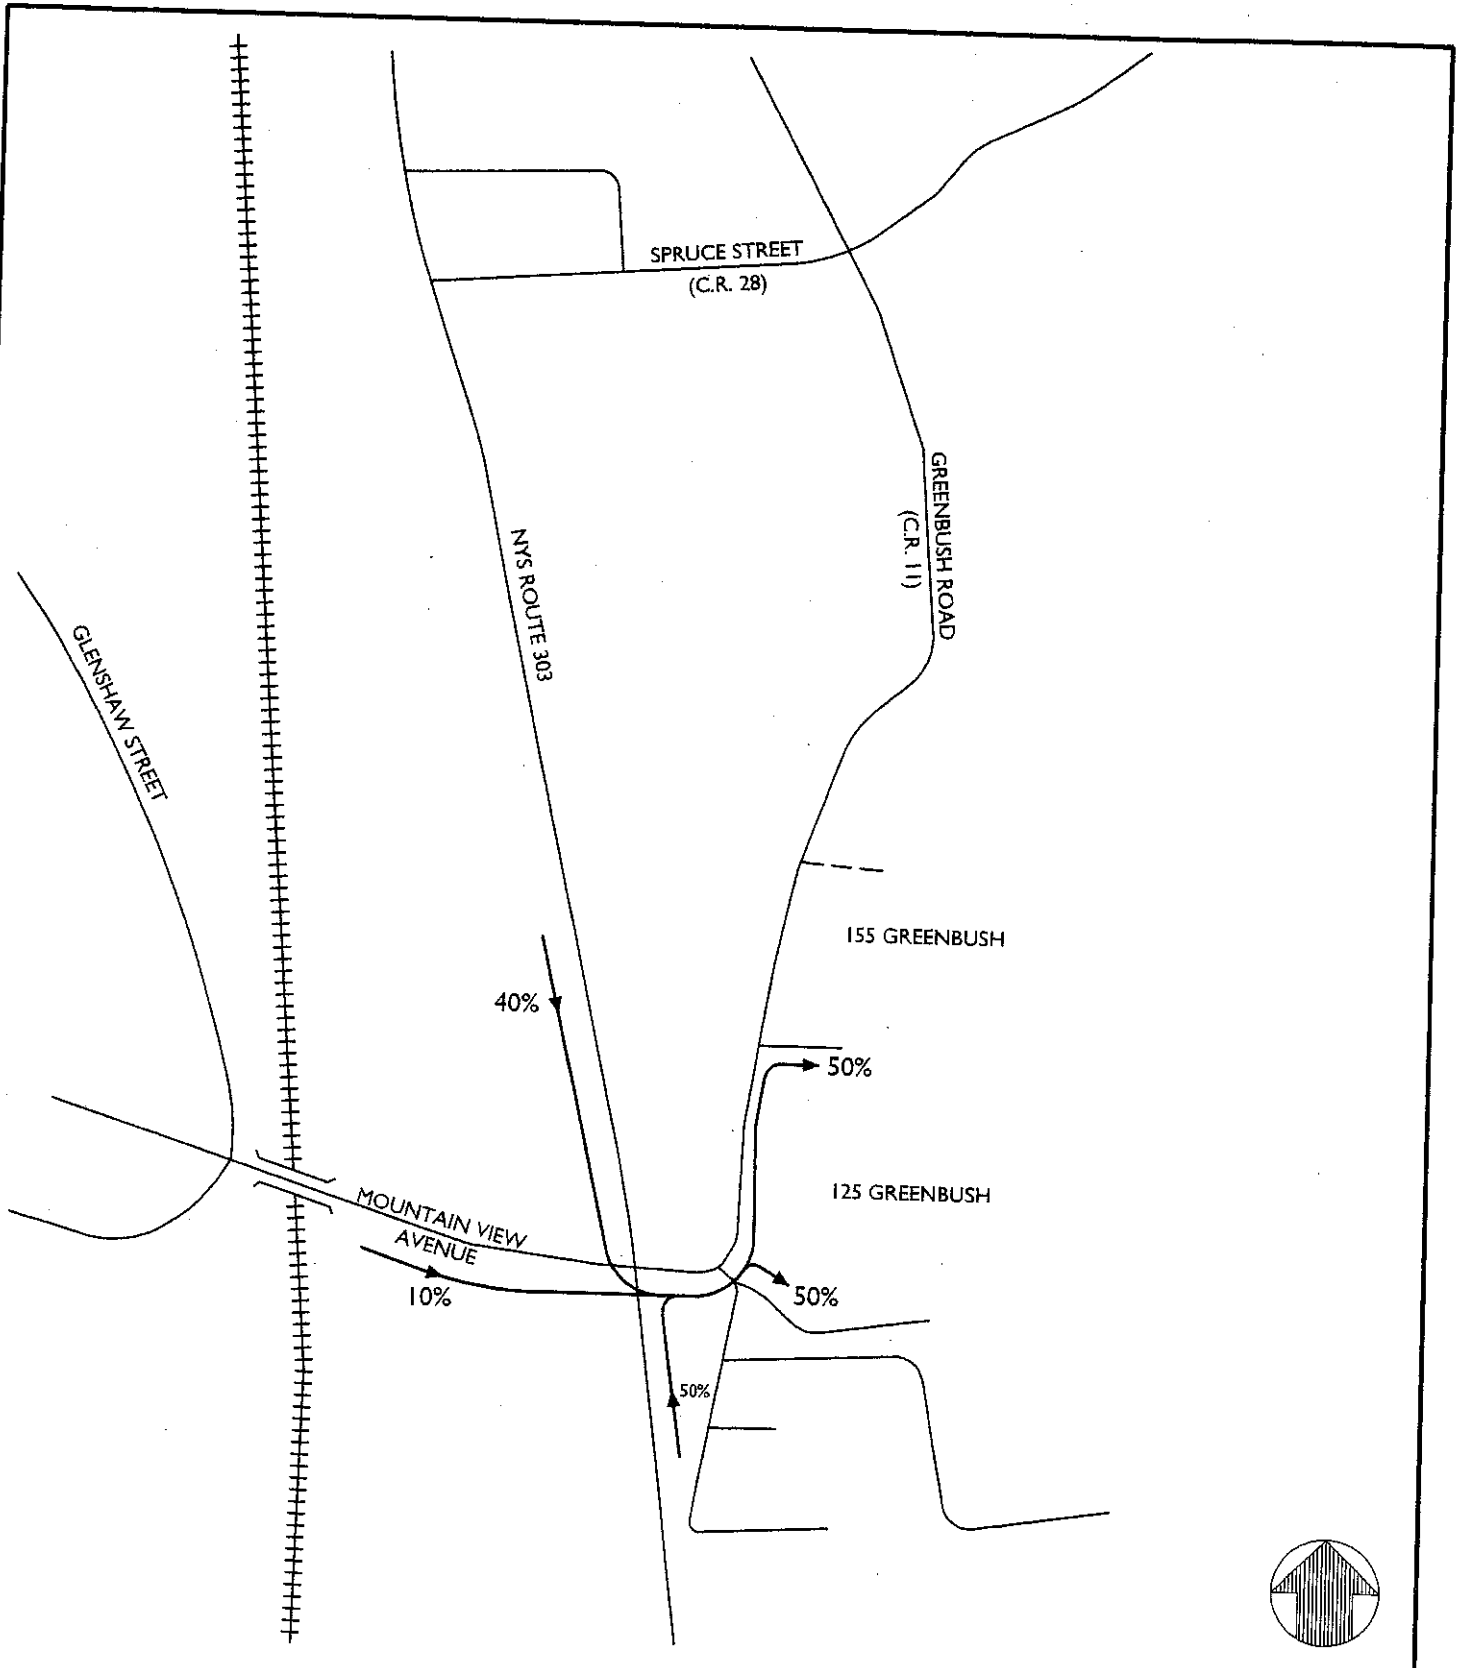 SPRUCE STREET
(C.R. 28)
GREENBUSH ROAD
(C.R. 11)
NYS ROUTE 303
GLENSHAW STREET
155 GREENBUSH
40%
50%
125 GREENBUSH
MOUNTAIN VIEW
AVENUE
10%
50%
50%